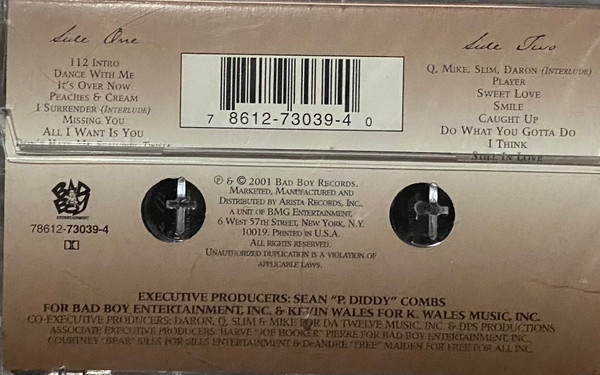 Side One
112 Intro
Dance With Me
It's Over Now
Peaches & Cream
I Surrender (Interlude)
Missing You
All I Want Is You
7 8612-73039-4 0
Side Two
Q, Mike, Slim, Daron (Interlude)
Player
Sweet Love
Smile
Caught Up
Do What You Gotta Do
I Think
Still In Love
BAD BOY
ENTERTAINMENT
78612-73039-4
℗ & © 2001 Bad Boy Records.
Marketed, Manufactured and
Distributed by Arista Records, Inc.,
a unit of BMG Entertainment,
6 West 57th Street, New York, N.Y.
10019. Printed in U.S.A.
All rights reserved.
Unauthorized duplication is a violation of
applicable laws.
EXECUTIVE PRODUCERS: SEAN "P. DIDDY" COMBS
FOR BAD BOY ENTERTAINMENT, INC. & KEVIN WALES FOR K. WALES MUSIC, INC.
CO-EXECUTIVE PRODUCERS: DARON, Q, SLIM & MIKE FOR DA TWELVE MUSIC, INC. & DPS PRODUCTIONS
ASSOCIATE EXECUTIVE PRODUCERS: HARVE "JOE HOOKER" PIERRE FOR BAD BOY ENTERTAINMENT, INC.,
COURTNEY "BEAR" SILLS FOR SILLS ENTERTAINMENT & DEANDRE "FREE" MAIDEN FOR FREE FOR ALL INC.